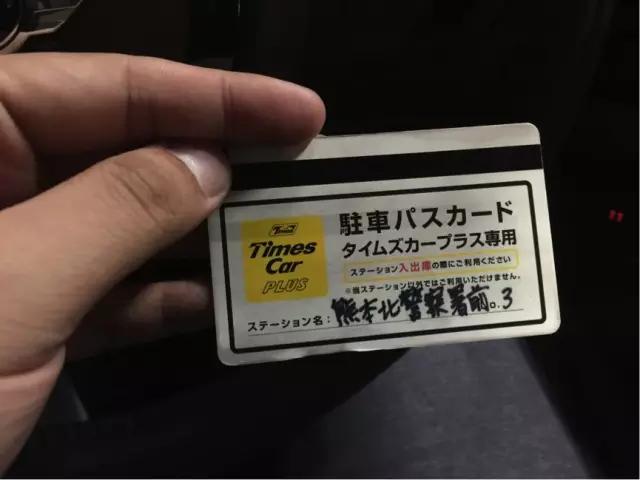 駐車パスカード
Times
Times
Car
PLUS
タイムズカープラス専用
ステーション入出庫の際にご利用ください
※当ステーション以外ではご利用いただけません。
ステーション名:熊本北警察署前no.3